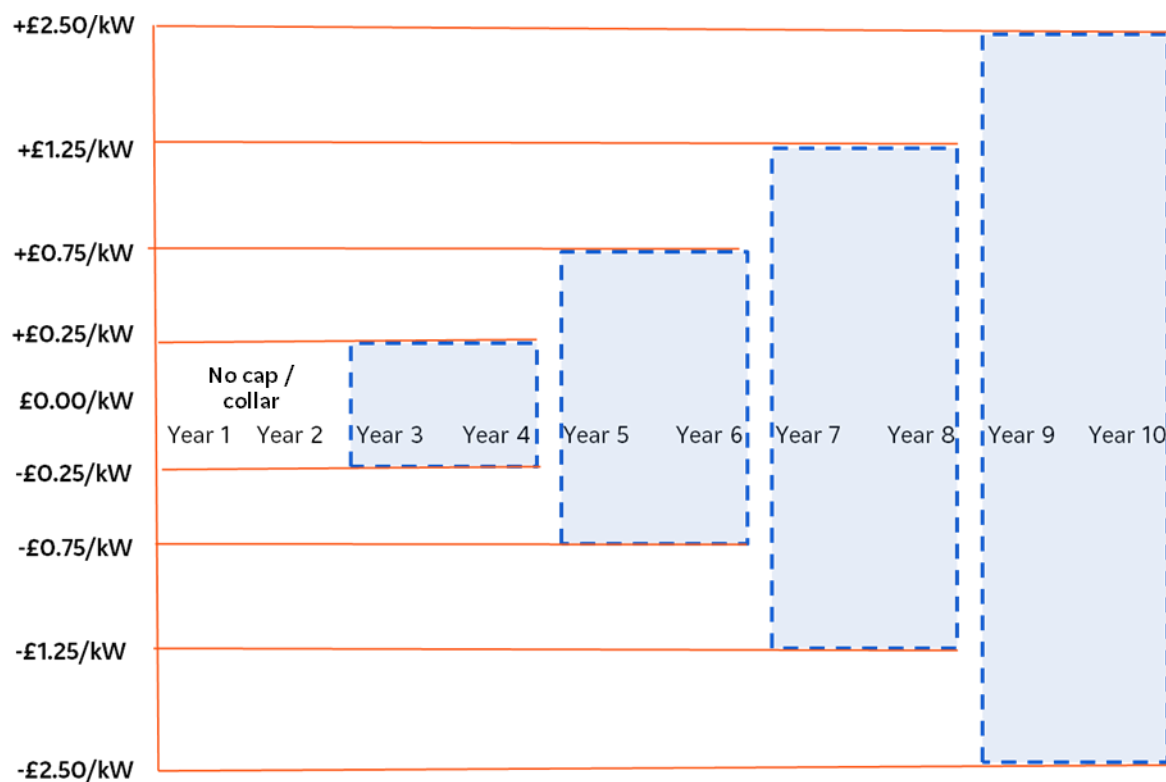 +£2.50/kW
+£1.25/kW
+£0.75/kW
+£0.25/kW
No cap /
collar
£0.00/kW
Year 1 Year 2 Year 3 Year 4 Year 5 Year 6 Year 7 Year 8 Year 9 Year 10
-£0.25/kW
-£0.75/kW
-£1.25/kW
-£2.50/kW